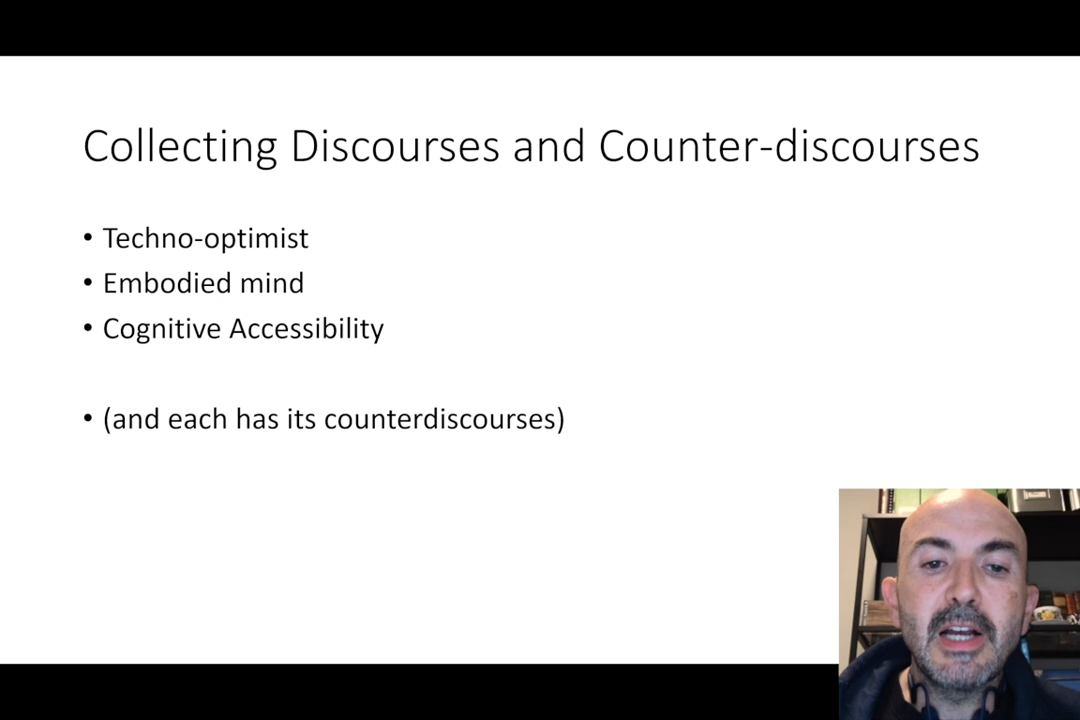 Collecting Discourses and Counter-discourses
• Techno-optimist
• Embodied mind
• Cognitive Accessibility
• (and each has its counterdiscourses)